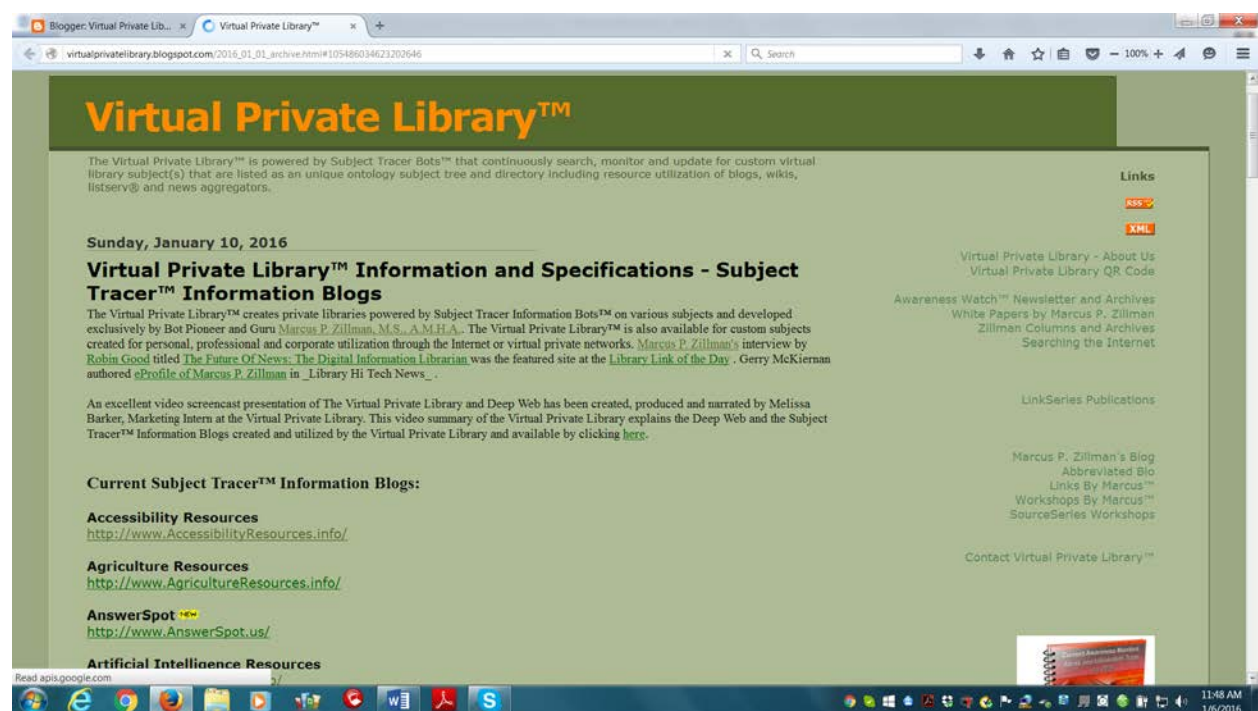 Blogger: Virtual Private Lib...
Virtual Private Library™
virtualprivatelibrary.blogspot.com/2016_01_01_archive.html#105486034623202646
Search
100%
Virtual Private Library™
The Virtual Private Library™ is powered by Subject Tracer Bots™ that continuously search, monitor and update for custom virtual
library subject(s) that are listed as an unique ontology subject tree and directory including resource utilization of blogs, wikis,
listserv® and news aggregators.
Links
RSS
XML
Sunday, January 10, 2016
Virtual Private Library™ Information and Specifications - Subject
Tracer™ Information Blogs
The Virtual Private Library™ creates private libraries powered by Subject Tracer Information Bots™ on various subjects and developed
exclusively by Bot Pioneer and Guru Marcus P. Zillman, M.S., A.M.H.A.. The Virtual Private Library™ is also available for custom subjects
created for personal, professional and corporate utilization through the Internet or virtual private networks. Marcus P. Zillman's interview by
Robin Good titled The Future Of News: The Digital Information Librarian was the featured site at the Library Link of the Day . Gerry McKiernan
authored eProfile of Marcus P. Zillman in _Library Hi Tech News_ .
An excellent video screencast presentation of The Virtual Private Library and Deep Web has been created, produced and narrated by Melissa
Barker, Marketing Intern at the Virtual Private Library. This video summary of the Virtual Private Library explains the Deep Web and the Subject
Tracer™ Information Blogs created and utilized by the Virtual Private Library and available by clicking here.
Current Subject Tracer™ Information Blogs:
Accessibility Resources
http://www.AccessibilityResources.info/
Agriculture Resources
http://www.AgricultureResources.info/
AnswerSpot NEW
http://www.AnswerSpot.us/
Artificial Intelligence Resources
Virtual Private Library - About Us
Virtual Private Library QR Code
Awareness Watch™ Newsletter and Archives
White Papers by Marcus P. Zillman
Zillman Columns and Archives
Searching the Internet
LinkSeries Publications
Marcus P. Zillman's Blog
Abbreviated Bio
Links By Marcus™
Workshops By Marcus™
SourceSeries Workshops
Contact Virtual Private Library™
Read apis.google.com
11:48 AM
1/6/2016